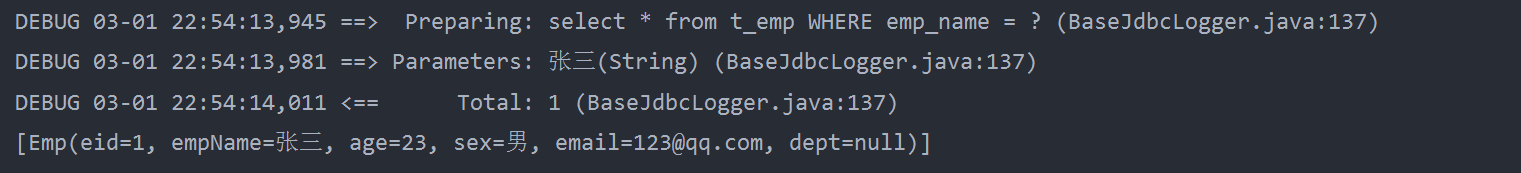 DEBUG 03-01 22:54:13,945 ==>  Preparing: select * from t_emp WHERE emp_name = ? (BaseJdbcLogger.java:137)
DEBUG 03-01 22:54:13,981 ==> Parameters: 张三(String) (BaseJdbcLogger.java:137)
DEBUG 03-01 22:54:14,011 <==      Total: 1 (BaseJdbcLogger.java:137)
[Emp(eid=1, empName=张三, age=23, sex=男, email=123@qq.com, dept=null)]